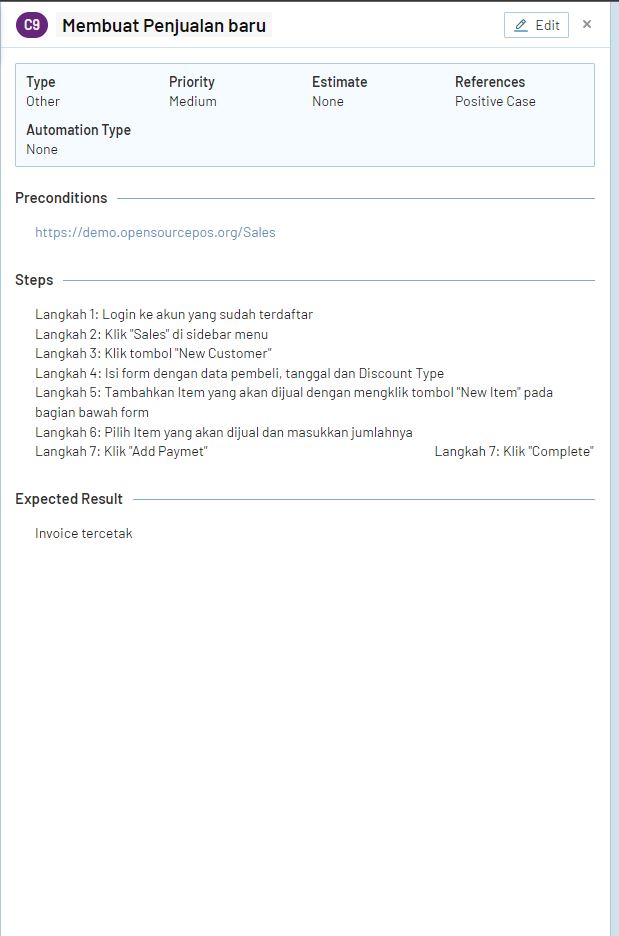 C9 Membuat Penjualan baru Edit ×
Type Priority Estimate References
Other Medium None Positive Case
Automation Type
None
Preconditions
https://demo.opensourcepos.org/Sales
Steps
Langkah 1: Login ke akun yang sudah terdaftar
Langkah 2: Klik "Sales" di sidebar menu
Langkah 3: Klik tombol "New Customer"
Langkah 4: Isi form dengan data pembeli, tanggal dan Discount Type
Langkah 5: Tambahkan Item yang akan dijual dengan mengklik tombol "New Item" pada
bagian bawah form
Langkah 6: Pilih Item yang akan dijual dan masukkan jumlahnya
Langkah 7: Klik "Add Paymet" Langkah 7: Klik "Complete"
Expected Result
Invoice tercetak